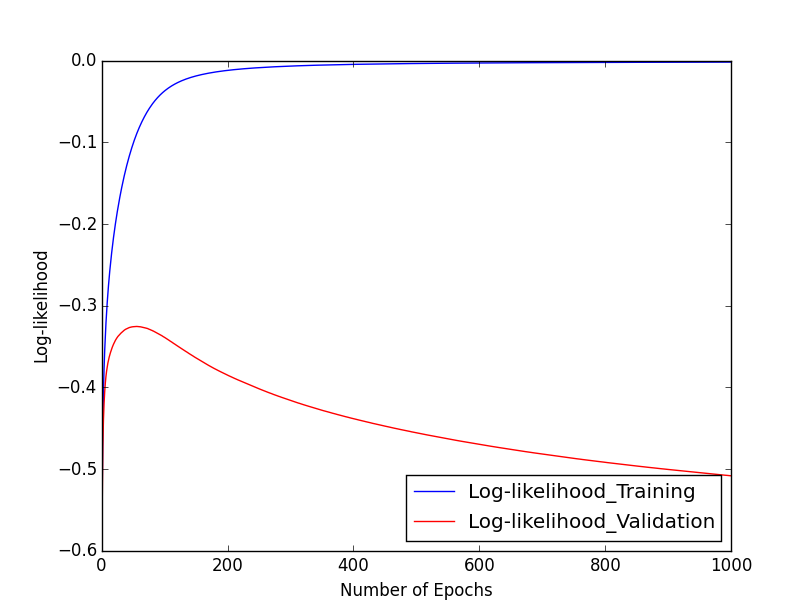 0.0
−0.1
−0.2
−0.3
−0.4
−0.5
−0.6
Log-likelihood
Log-likelihood_Training
Log-likelihood_Validation
0 200 400 600 800 1000
Number of Epochs